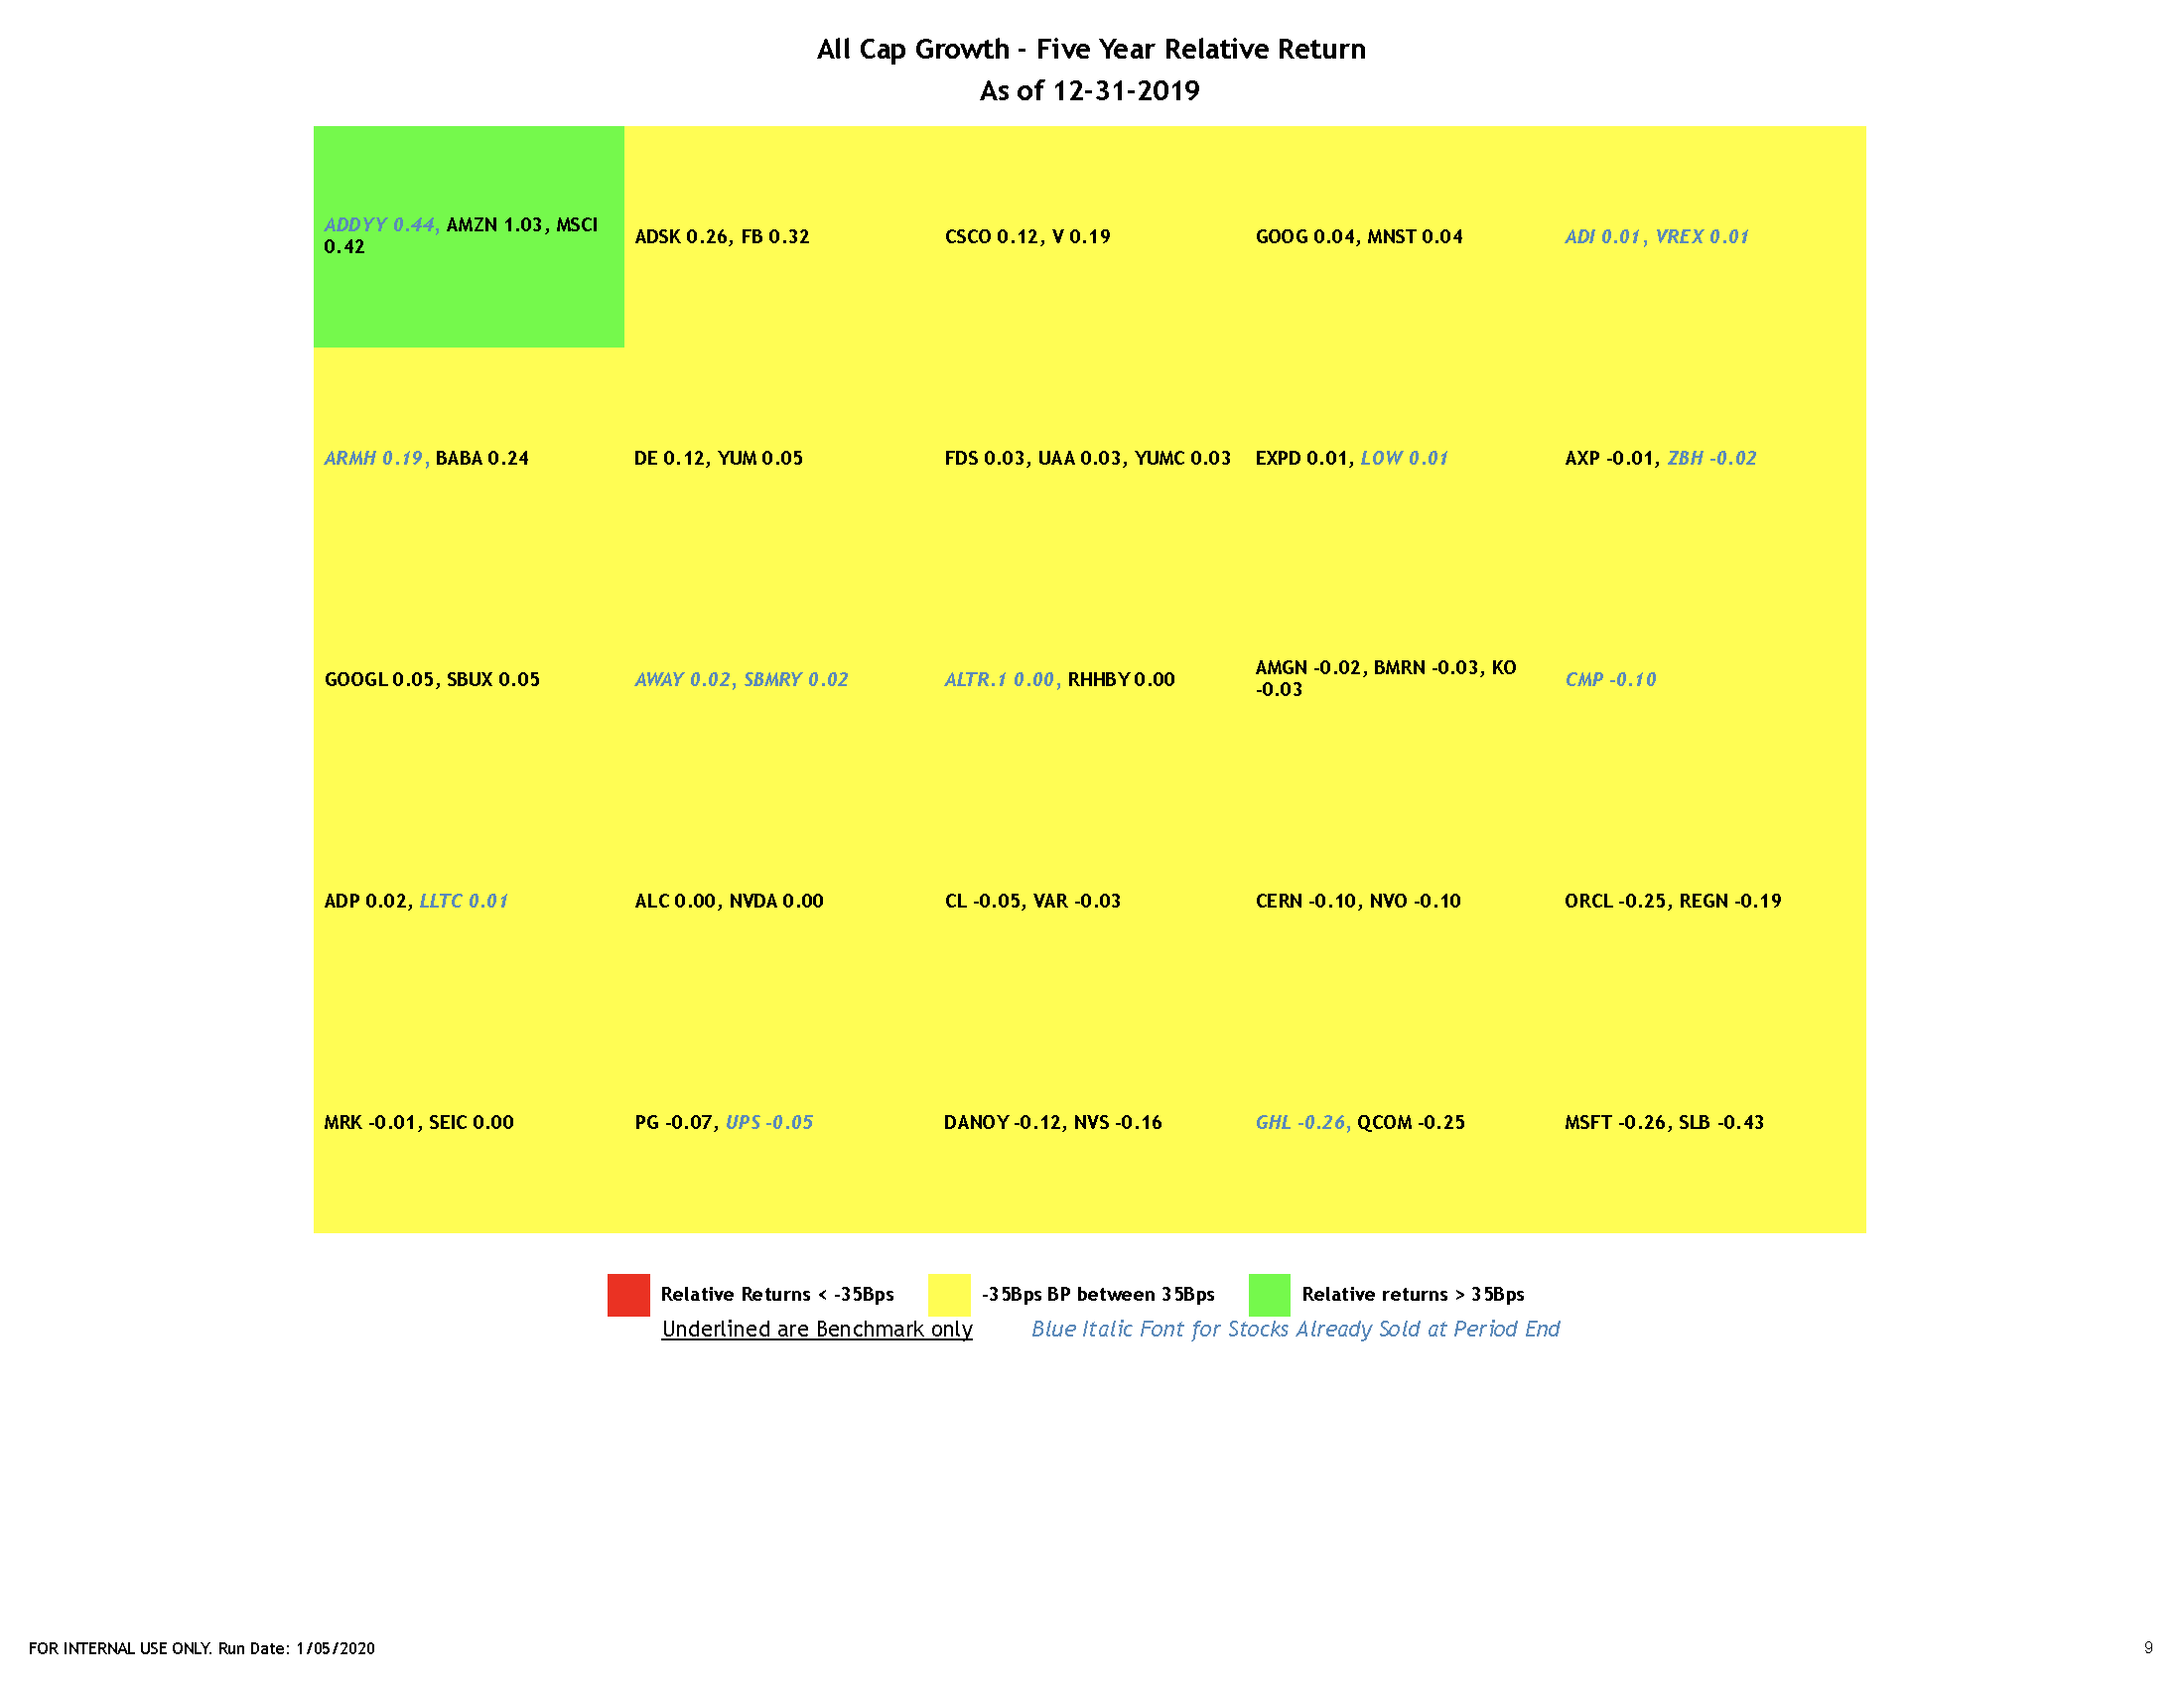 All Cap Growth - Five Year Relative Return
As of 12-31-2019
ADDYY 0.44, AMZN 1.03, MSCI
0.42
ADSK 0.26, FB 0.32
CSCO 0.12, V 0.19
GOOG 0.04, MNST 0.04
ADI 0.01, VREX 0.01
ARMH 0.19, BABA 0.24
DE 0.12, YUM 0.05
FDS 0.03, UAA 0.03, YUMC 0.03
EXPD 0.01, LOW 0.01
AXP -0.01, ZBH -0.02
GOOGL 0.05, SBUX 0.05
AWAY 0.02, SBMRY 0.02
ALTR.1 0.00, RHHBY 0.00
AMGN -0.02, BMRN -0.03, KO
-0.03
CMP -0.10
ADP 0.02, LLTC 0.01
ALC 0.00, NVDA 0.00
CL -0.05, VAR -0.03
CERN -0.10, NVO -0.10
ORCL -0.25, REGN -0.19
MRK -0.01, SEIC 0.00
PG -0.07, UPS -0.05
DANOY -0.12, NVS -0.16
GHL -0.26, QCOM -0.25
MSFT -0.26, SLB -0.43
Relative Returns < -35Bps
-35Bps BP between 35Bps
Relative returns > 35Bps
Underlined are Benchmark only
Blue Italic Font for Stocks Already Sold at Period End
FOR INTERNAL USE ONLY. Run Date: 1/05/2020
9